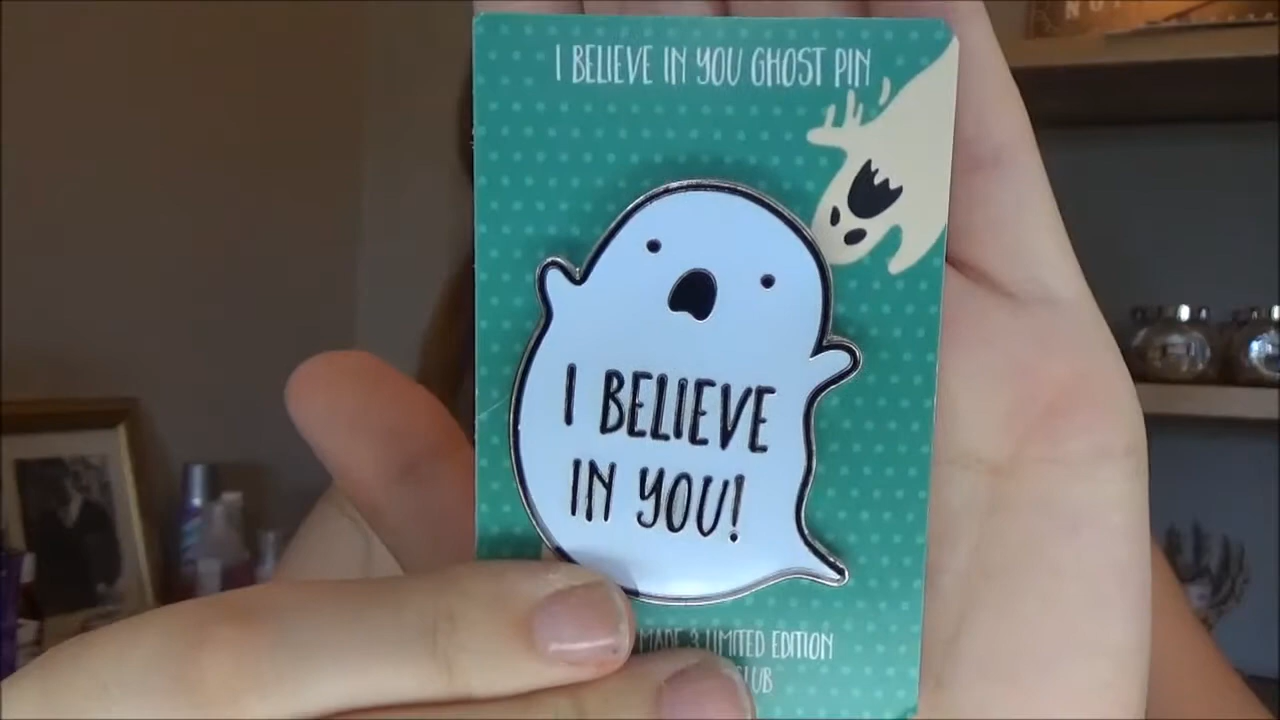 I BELIEVE IN YOU GHOST PIN
I BELIEVE
IN YOU!
MADE 3 LIMITED EDITION